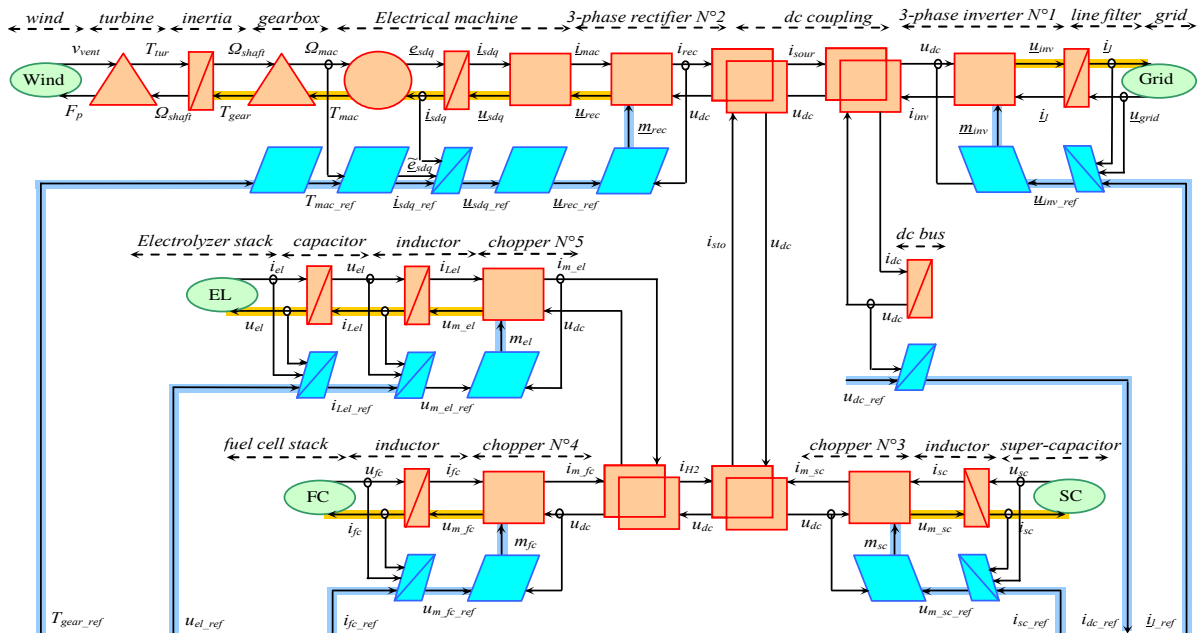 wind turbine inertia gearbox Electrical machine 3-phase rectifier N°2 dc coupling 3-phase inverter N°1 line filter grid
v_vent T_tur Ω_shaft Ω_mac e_sdq i_sdq i_mac i_rec i_sour u_dc u_inv i_l
Wind Grid
F_p Ω_shaft T_gear T_mac i_sdq u_sdq u_rec u_dc u_dc i_inv i_l u_grid
m_rec m_inv
ẽ_sdq
T_mac_ref i_sdq_ref u_sdq_ref u_rec_ref u_inv_ref
i_sto u_dc
Electrolyzer stack capacitor inductor chopper N°5 dc bus
i_el u_el i_Lel i_m_el i_dc
EL
u_el i_Lel u_m_el u_dc u_dc
m_el
i_Lel_ref u_m_el_ref u_dc_ref
fuel cell stack inductor chopper N°4 chopper N°3 inductor super-capacitor
u_fc i_fc i_m_fc i_H2 i_m_sc i_sc u_sc
FC SC
i_fc u_m_fc u_dc u_dc u_dc u_m_sc i_sc
m_fc m_sc
u_m_fc_ref u_m_sc_ref
T_gear_ref u_el_ref i_fc_ref i_sc_ref i_dc_ref i_l_ref